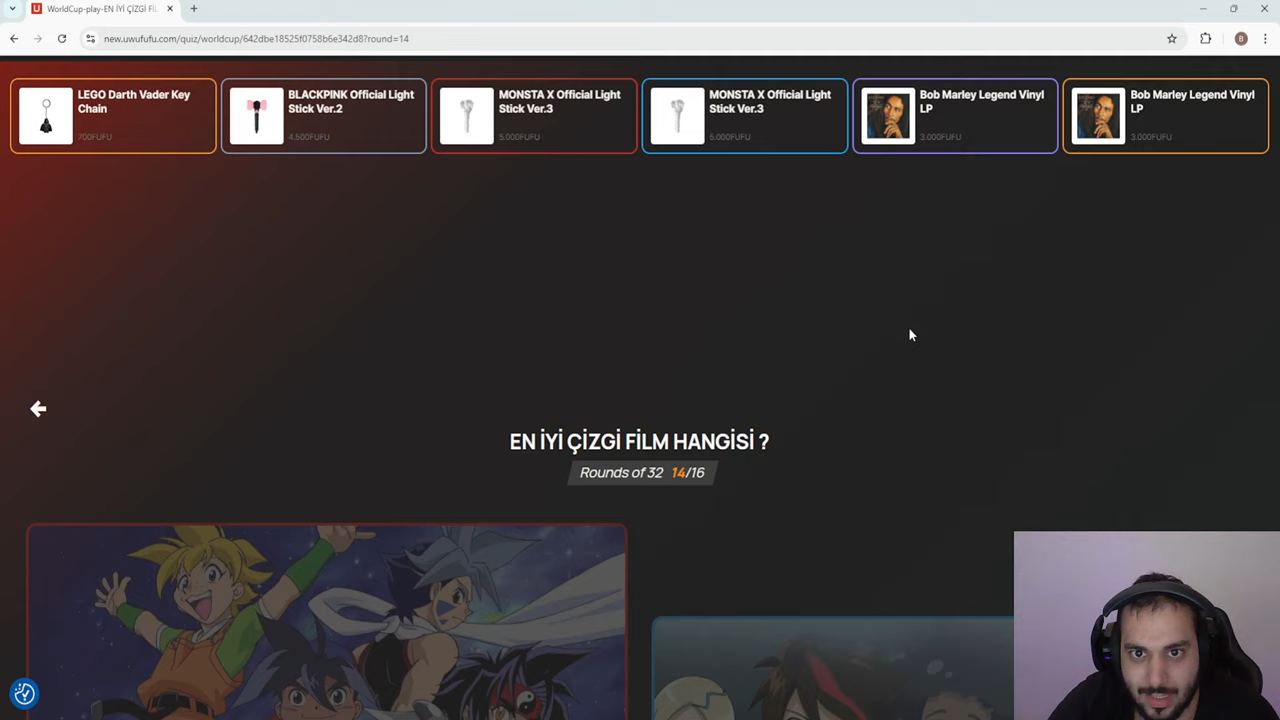 WorldCup-play-EN İYİ ÇİZGİ Fİ
new.uwufufu.com/quiz/worldcup/642dbe18525f0758b6e342d8?round=14
B
LEGO Darth Vader Key
Chain
700FUFU
BLACKPINK Official Light
Stick Ver.2
4.500FUFU
MONSTA X Official Light
Stick Ver.3
5.000FUFU
MONSTA X Official Light
Stick Ver.3
5.000FUFU
Bob Marley Legend Vinyl
LP
3.000FUFU
Bob Marley Legend Vinyl
LP
3.000FUFU
EN İYİ ÇİZGİ FİLM HANGİSİ ?
Rounds of 32 14/16